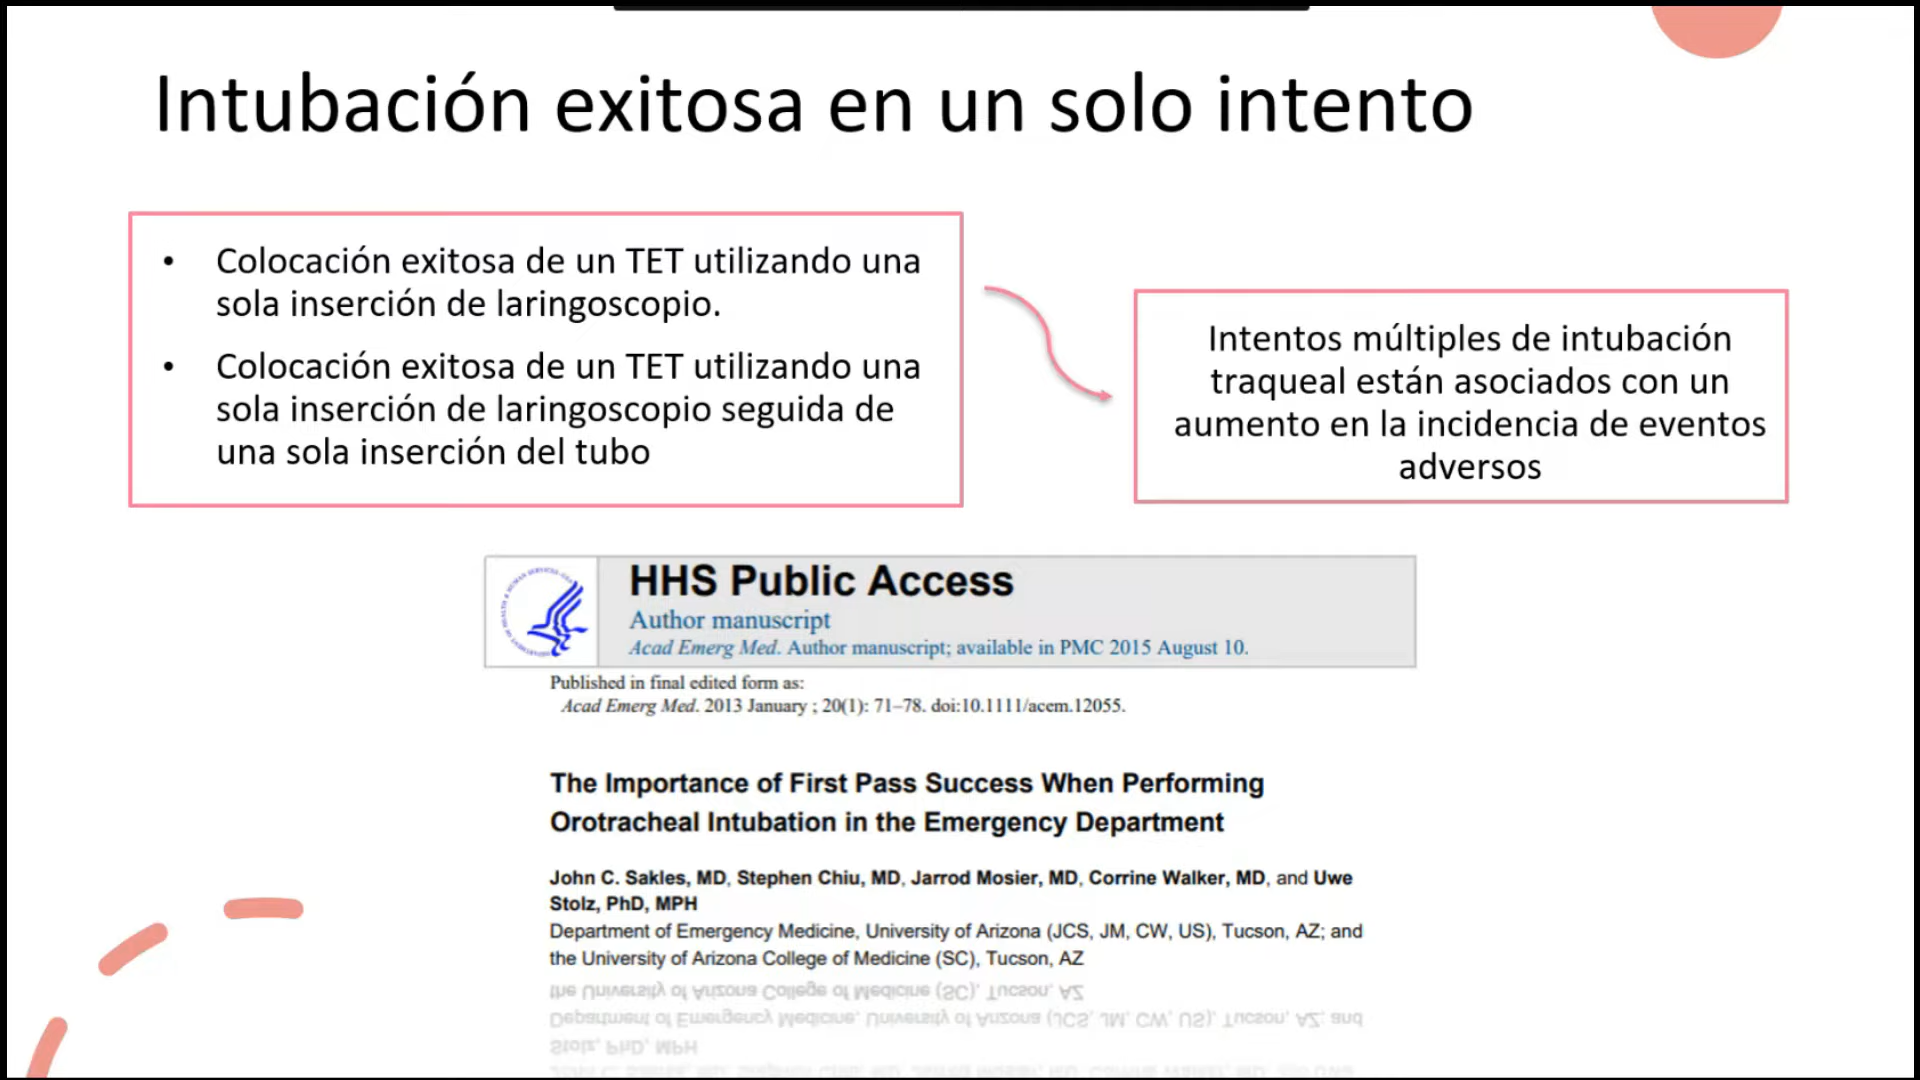 Intubación exitosa en un solo intento
• Colocación exitosa de un TET utilizando una
sola inserción de laringoscopio.
• Colocación exitosa de un TET utilizando una
sola inserción de laringoscopio seguida de
una sola inserción del tubo
Intentos múltiples de intubación
traqueal están asociados con un
aumento en la incidencia de eventos
adversos
HHS Public Access
Author manuscript
Acad Emerg Med. Author manuscript; available in PMC 2015 August 10.
Published in final edited form as:
Acad Emerg Med. 2013 January ; 20(1): 71–78. doi:10.1111/acem.12055.
The Importance of First Pass Success When Performing
Orotracheal Intubation in the Emergency Department
John C. Sakles, MD, Stephen Chiu, MD, Jarrod Mosier, MD, Corrine Walker, MD, and Uwe
Stolz, PhD, MPH
Department of Emergency Medicine, University of Arizona (JCS, JM, CW, US), Tucson, AZ; and
the University of Arizona College of Medicine (SC), Tucson, AZ